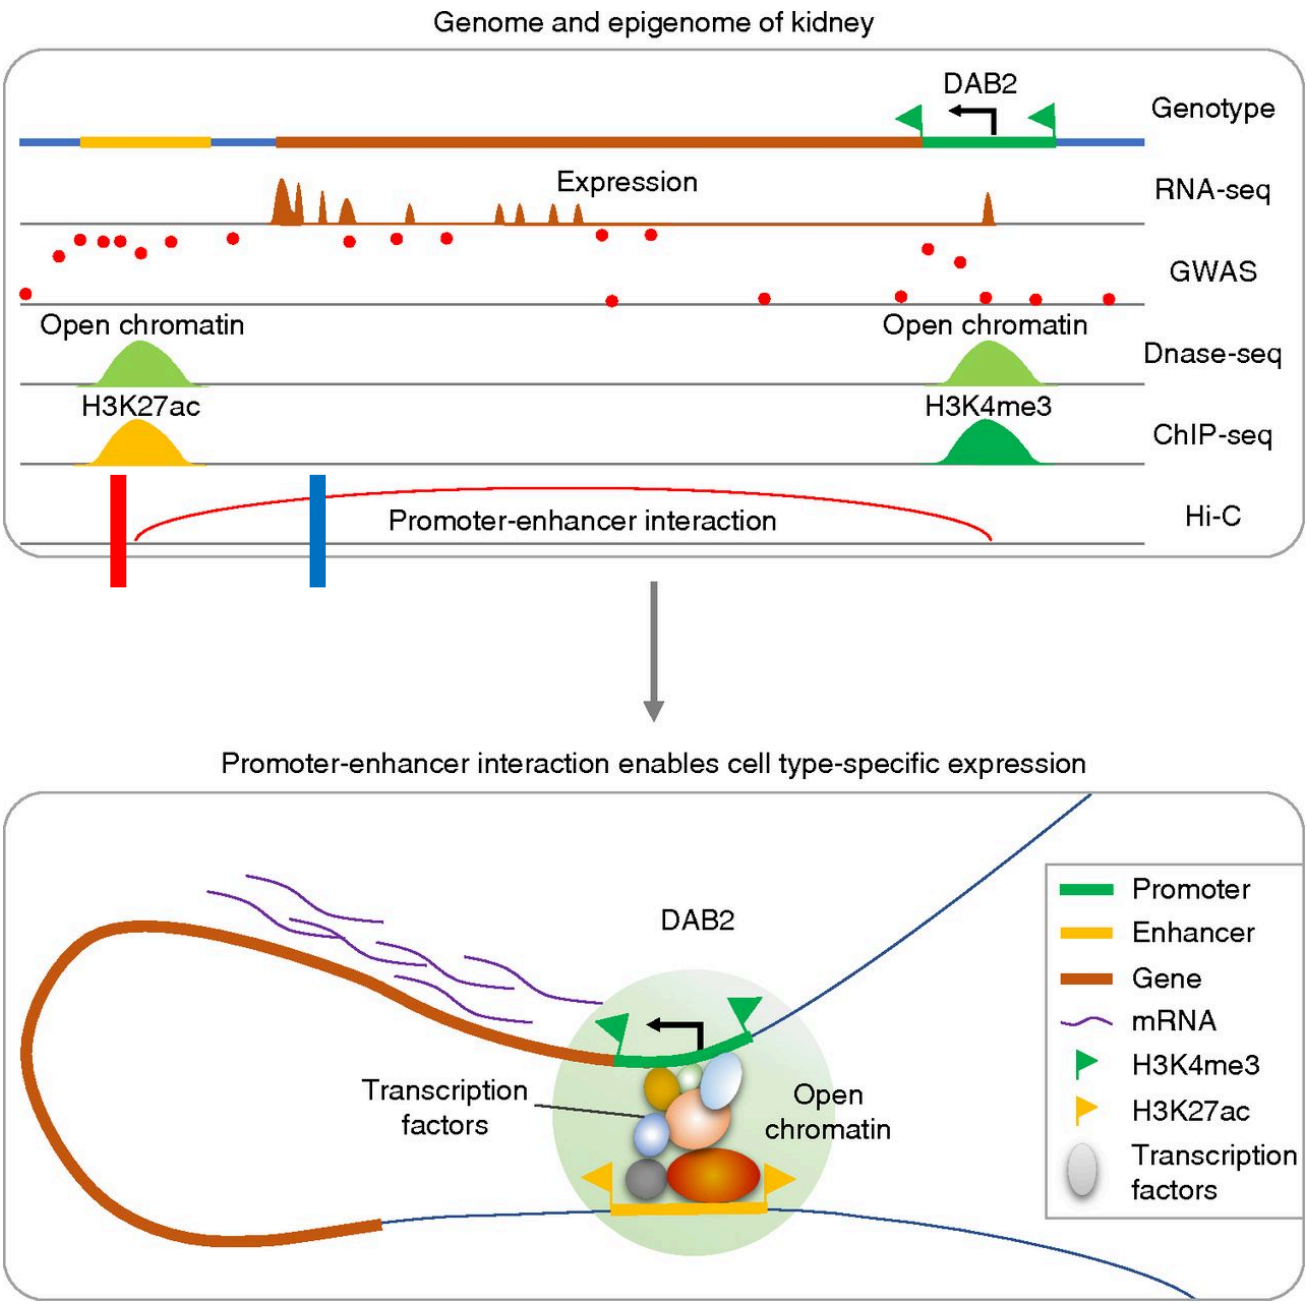 Genome and epigenome of kidney
DAB2
Genotype
Expression
RNA-seq
GWAS
Open chromatin
Open chromatin
Dnase-seq
H3K27ac
H3K4me3
ChIP-seq
Promoter-enhancer interaction
Hi-C
Promoter-enhancer interaction enables cell type-specific expression
DAB2
Transcription
factors
Open
chromatin
Promoter
Enhancer
Gene
mRNA
H3K4me3
H3K27ac
Transcription
factors